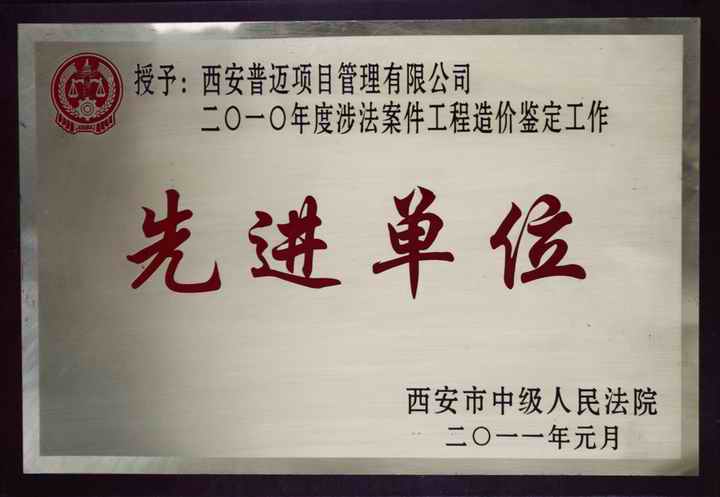 授予：西安普迈项目管理有限公司
二〇一〇年度涉法案件工程造价鉴定工作
先进单位
西安市中级人民法院
二〇一一年元月